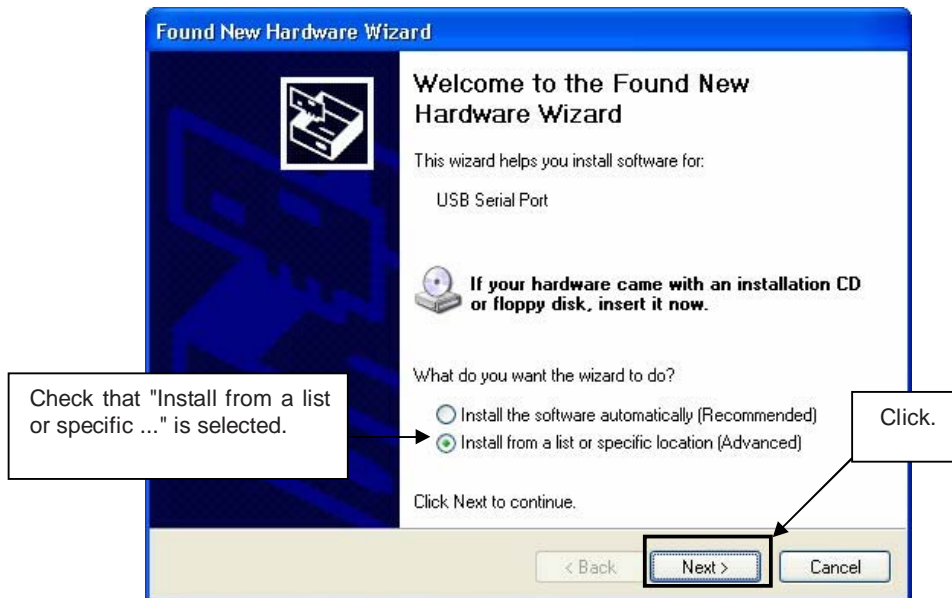 Found New Hardware Wizard
Welcome to the Found New
Hardware Wizard
This wizard helps you install software for:
USB Serial Port
If your hardware came with an installation CD
or floppy disk, insert it now.
What do you want the wizard to do?
Install the software automatically (Recommended)
Install from a list or specific location (Advanced)
Click Next to continue.
< Back
Next >
Cancel
Check that "Install from a list
or specific ..." is selected.
Click.